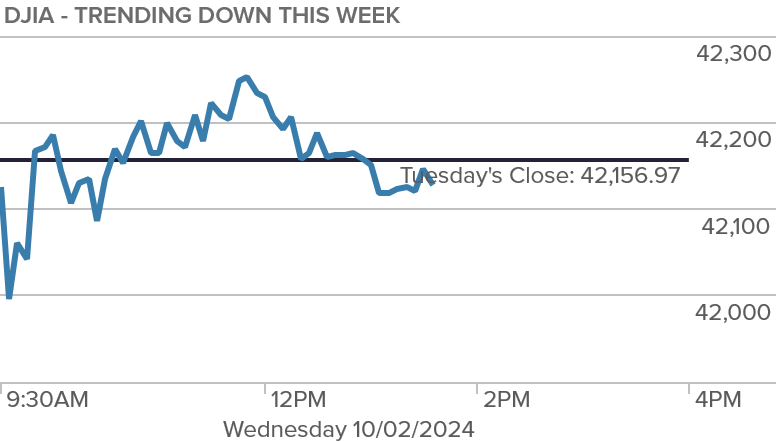 DJIA - TRENDING DOWN THIS WEEK
42,300
42,200
Tuesday's Close: 42,156.97
42,100
42,000
9:30AM 12PM 2PM 4PM
Wednesday 10/02/2024